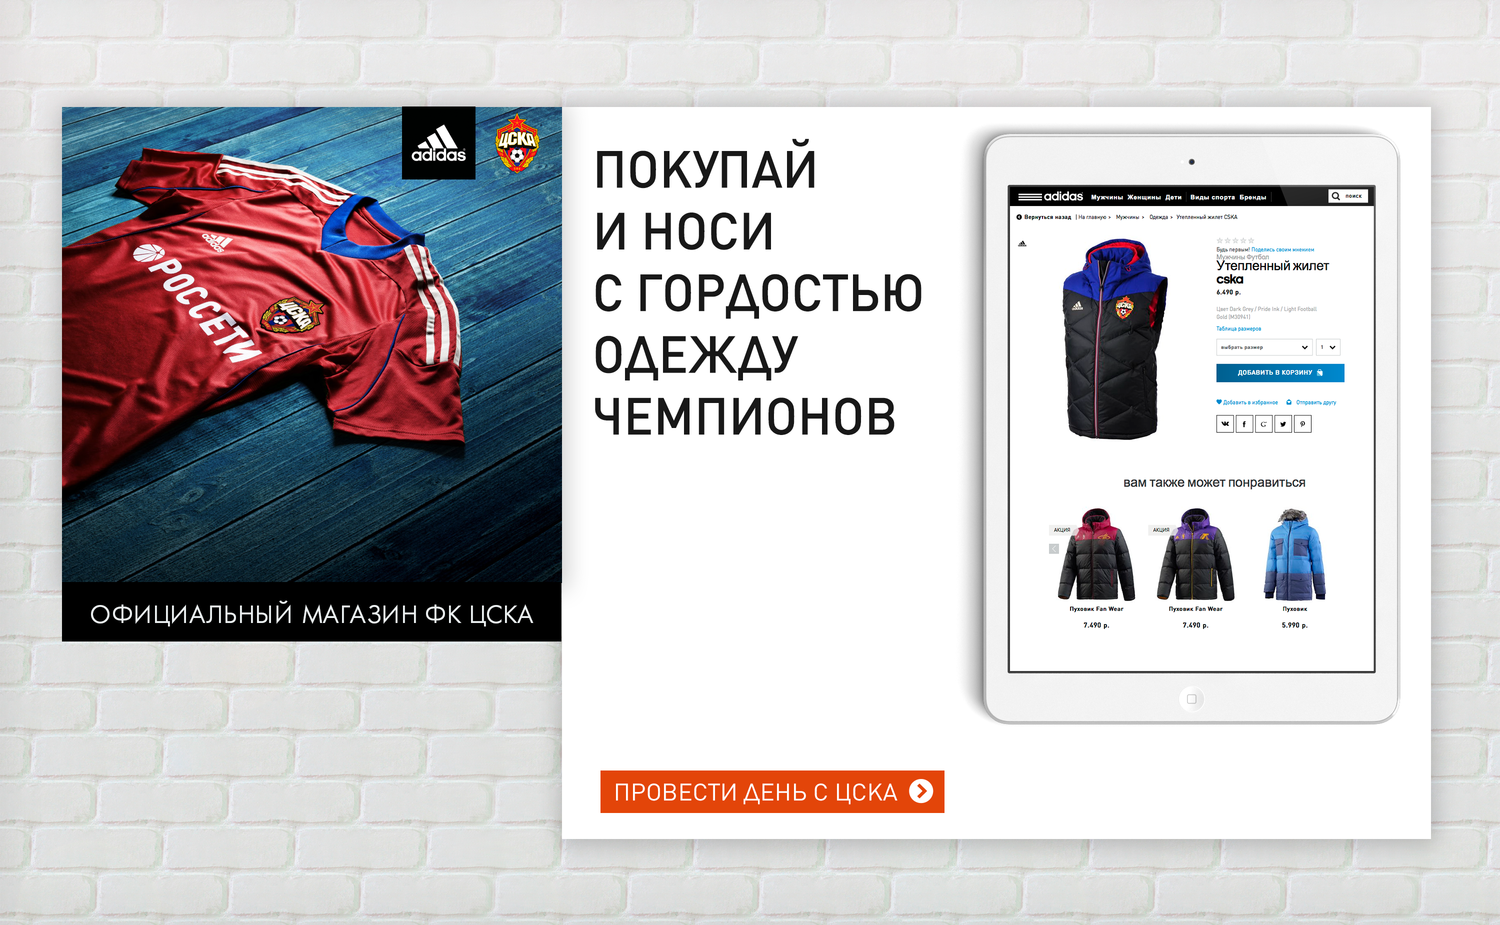 adidas
ЦСКА
adidas
РОССЕТИ
ЦСКА
ОФИЦИАЛЬНЫЙ МАГАЗИН ФК ЦСКА
ПОКУПАЙ
И НОСИ
С ГОРДОСТЬЮ
ОДЕЖДУ
ЧЕМПИОНОВ
ПРОВЕСТИ ДЕНЬ С ЦСКА
adidas Мужчины Женщины Дети Виды спорта Бренды ПОИСК
Вернуться назад | На главную Мужчины Одежда Утепленный жилет CSKA
Будь первым! Поделись своим мнением
Мужчины Футбол
Утепленный жилет
cska
6.490 р.
Цвет Dark Grey / Pride Ink / Light Football
Gold (M30961)
Таблица размеров
выбрать размер 1
ДОБАВИТЬ В КОРЗИНУ
Добавить в избранное Отправить другу
вам также может понравиться
АКЦИЯ АКЦИЯ
Пуховик Fan Wear Пуховик Fan Wear Пуховик
7.490 р. 7.490 р. 5.990 р.